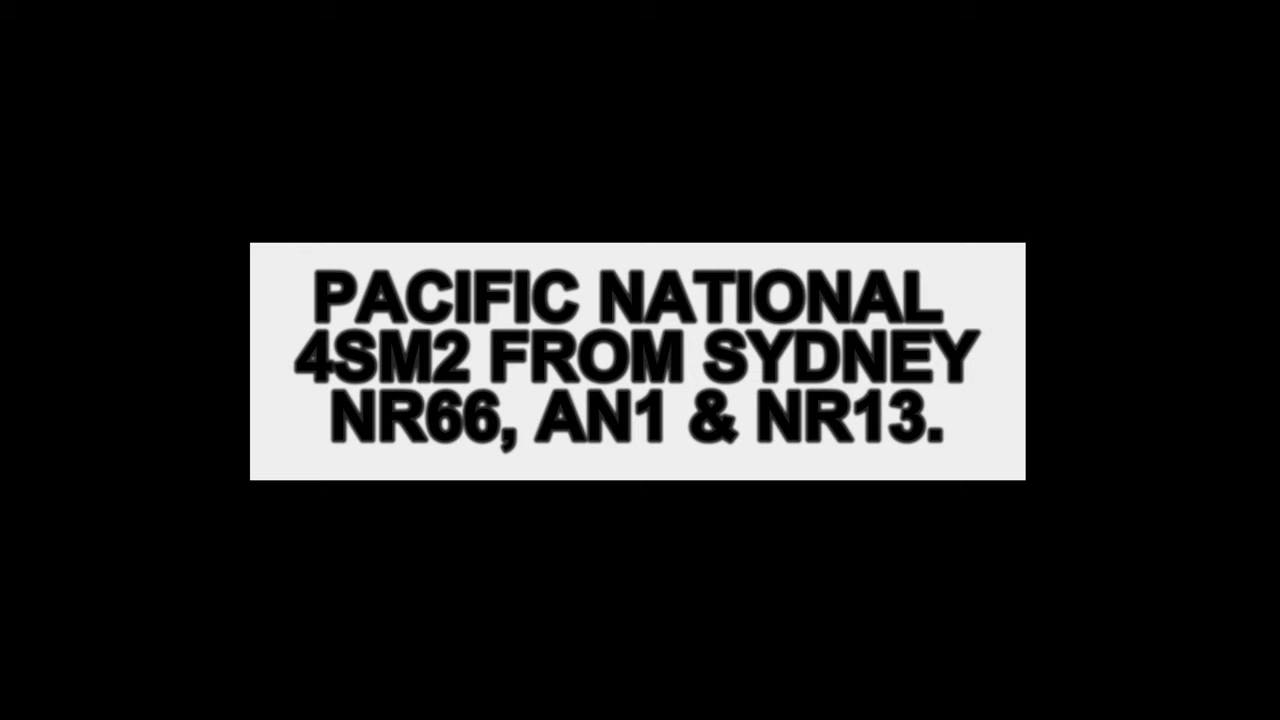 PACIFIC NATIONAL
4SM2 FROM SYDNEY
NR66, AN1 & NR13.